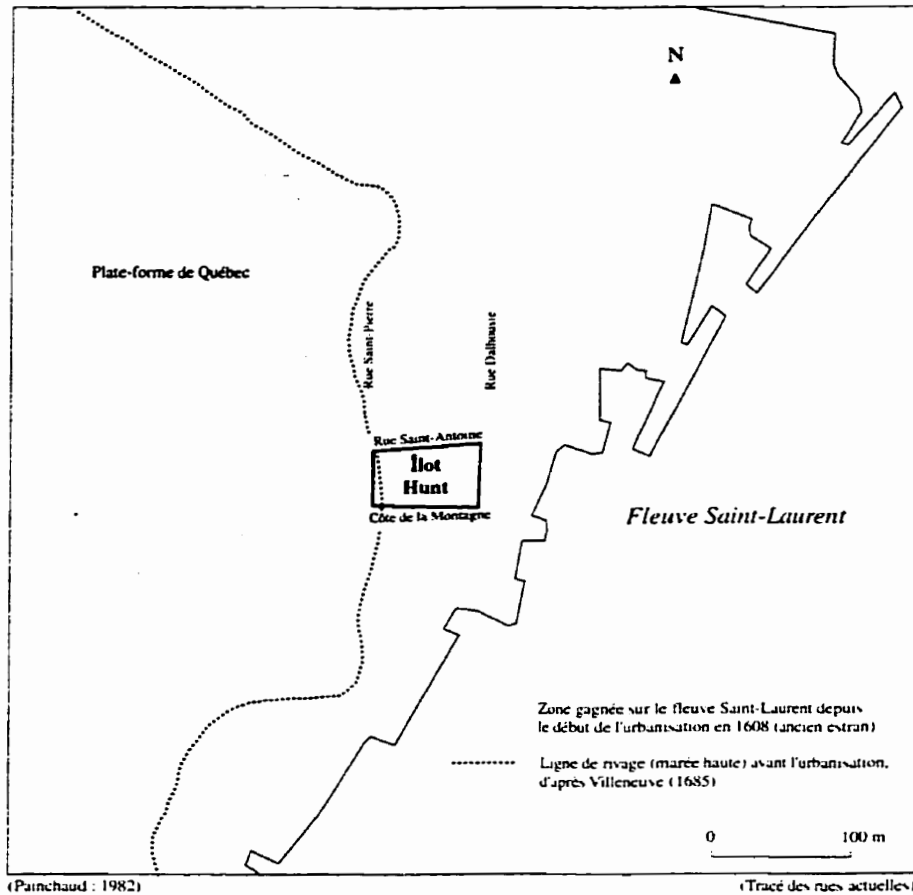 N
Plate-forme de Québec
Rue Saint-Pierre
Rue Dalhousie
Rue Saint-Antoine
Îlot
Hunt
Côte de la Montagne
Fleuve Saint-Laurent
Zone gagnée sur le fleuve Saint-Laurent depuis
le début de l'urbanisation en 1608 (ancien estran)
Ligne de rivage (marée haute) avant l'urbanisation,
d'après Villeneuve (1685)
0 100 m
(Painchaud : 1982)
(Tracé des rues actuelles)